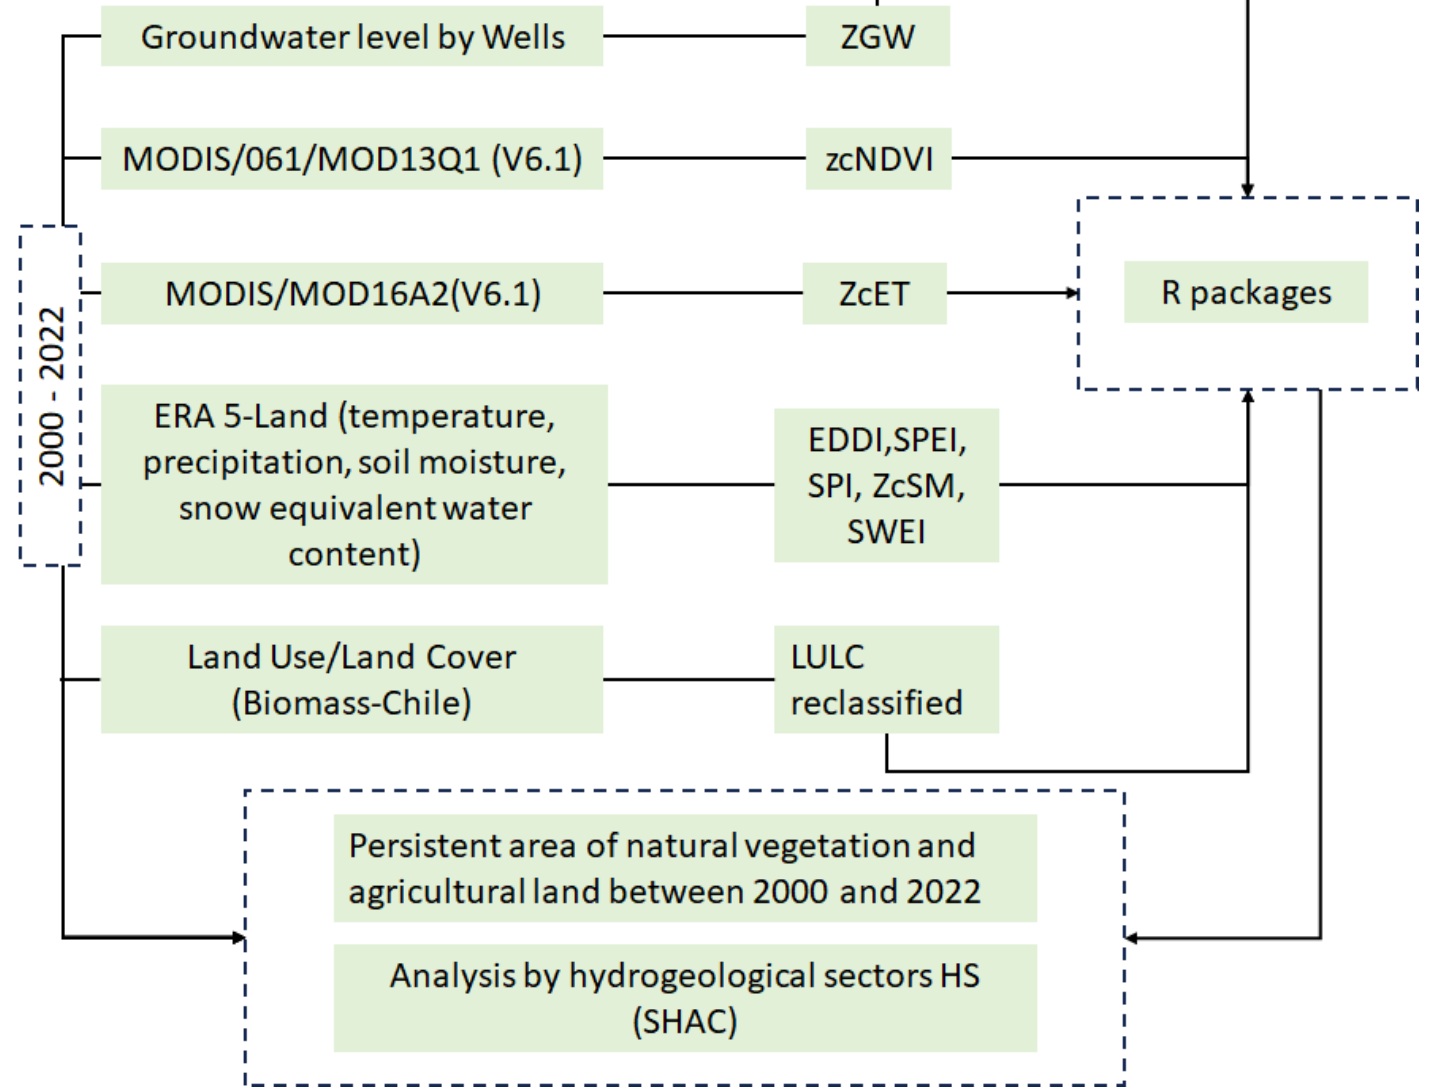 Groundwater level by Wells
ZGW
MODIS/061/MOD13Q1 (V6.1)
zcNDVI
2000 - 2022
MODIS/MOD16A2(V6.1)
ZcET
R packages
ERA 5-Land (temperature,
precipitation, soil moisture,
snow equivalent water
content)
EDDI,SPEI,
SPI, ZcSM,
SWEI
Land Use/Land Cover
(Biomass-Chile)
LULC
reclassified
Persistent area of natural vegetation and
agricultural land between 2000 and 2022
Analysis by hydrogeological sectors HS
(SHAC)